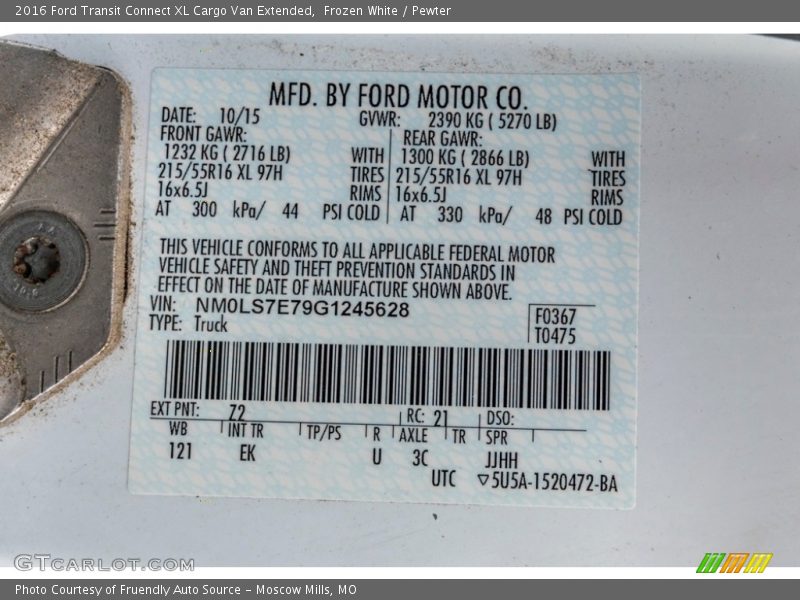 2016 Ford Transit Connect XL Cargo Van Extended,  Frozen White / Pewter
MFD. BY FORD MOTOR CO.
DATE: 10/15 GVWR: 2390 KG ( 5270 LB)
FRONT GAWR: REAR GAWR:
1232 KG ( 2716 LB) WITH 1300 KG ( 2866 LB) WITH
215/55R16 XL 97H TIRES 215/55R16 XL 97H TIRES
16x6.5J RIMS 16x6.5J RIMS
AT 300 kPa/ 44 PSI COLD AT 330 kPa/ 48 PSI COLD
THIS VEHICLE CONFORMS TO ALL APPLICABLE FEDERAL MOTOR
VEHICLE SAFETY AND THEFT PREVENTION STANDARDS IN
EFFECT ON THE DATE OF MANUFACTURE SHOWN ABOVE.
VIN: NM0LS7E79G1245628 F0367
TYPE: Truck T0475
EXT PNT: Z2 RC: 21 DSO:
WB INT TR TP/PS R AXLE TR SPR
121 EK U 3C JJHH
UTC ▽5U5A-1520472-BA
GTcarlot.com
Photo Courtesy of Fruendly Auto Source – Moscow Mills, MO